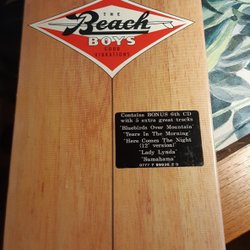 THE
Beach
BOYS
GOOD
VIBRATIONS
Contains BONUS 6th CD
with 5 extra great tracks
"Bluebirds Over Mountain"
"Tears In The Morning"
Here Comes The Night
(12" version)
"Lady Lynda"
"Sumahama"